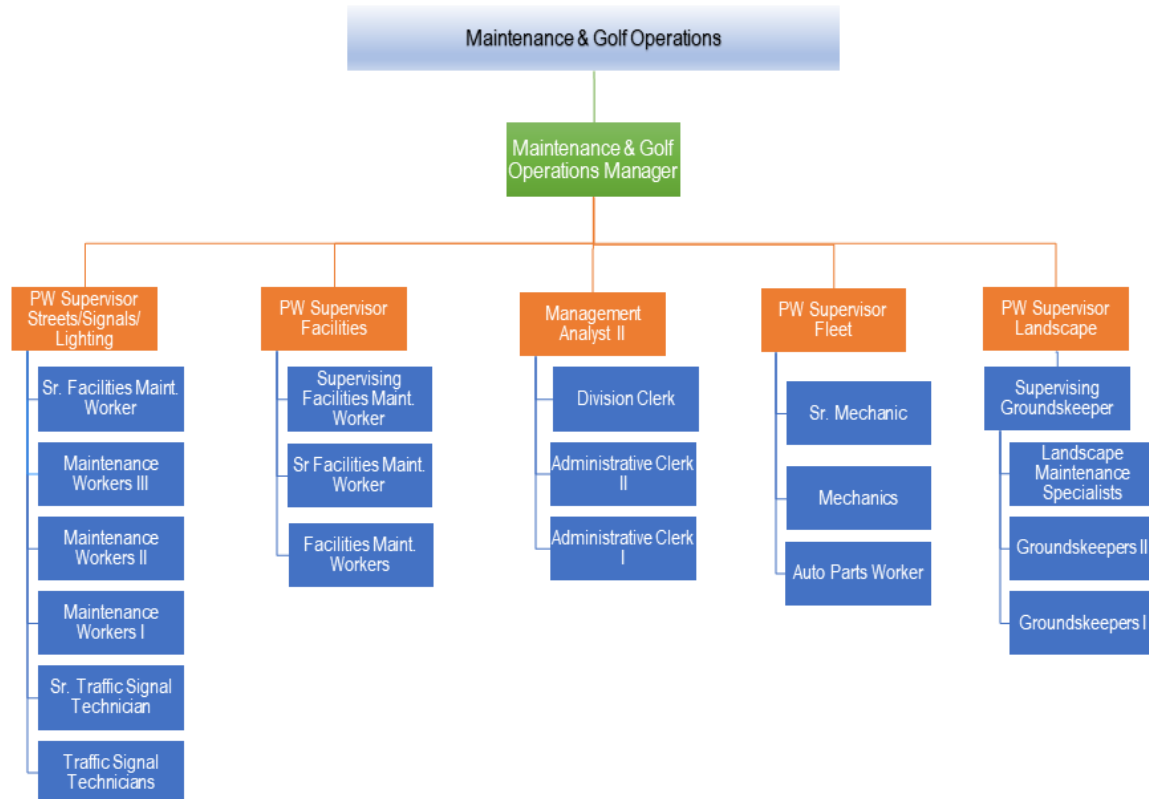 Maintenance & Golf Operations
Maintenance & Golf
Operations Manager
PW Supervisor
Streets/Signals/
Lighting
Sr. Facilities Maint.
Worker
Maintenance
Workers III
Maintenance
Workers II
Maintenance
Workers I
Sr. Traffic Signal
Technician
Traffic Signal
Technicians
PW Supervisor
Facilities
Supervising
Facilities Maint.
Worker
Sr Facilities Maint.
Worker
Facilities Maint.
Workers
Management
Analyst II
Division Clerk
Administrative Clerk
II
Administrative Clerk
I
PW Supervisor
Fleet
Sr. Mechanic
Mechanics
Auto Parts Worker
PW Supervisor
Landscape
Supervising
Groundskeeper
Landscape
Maintenance
Specialists
Groundskeepers II
Groundskeepers I